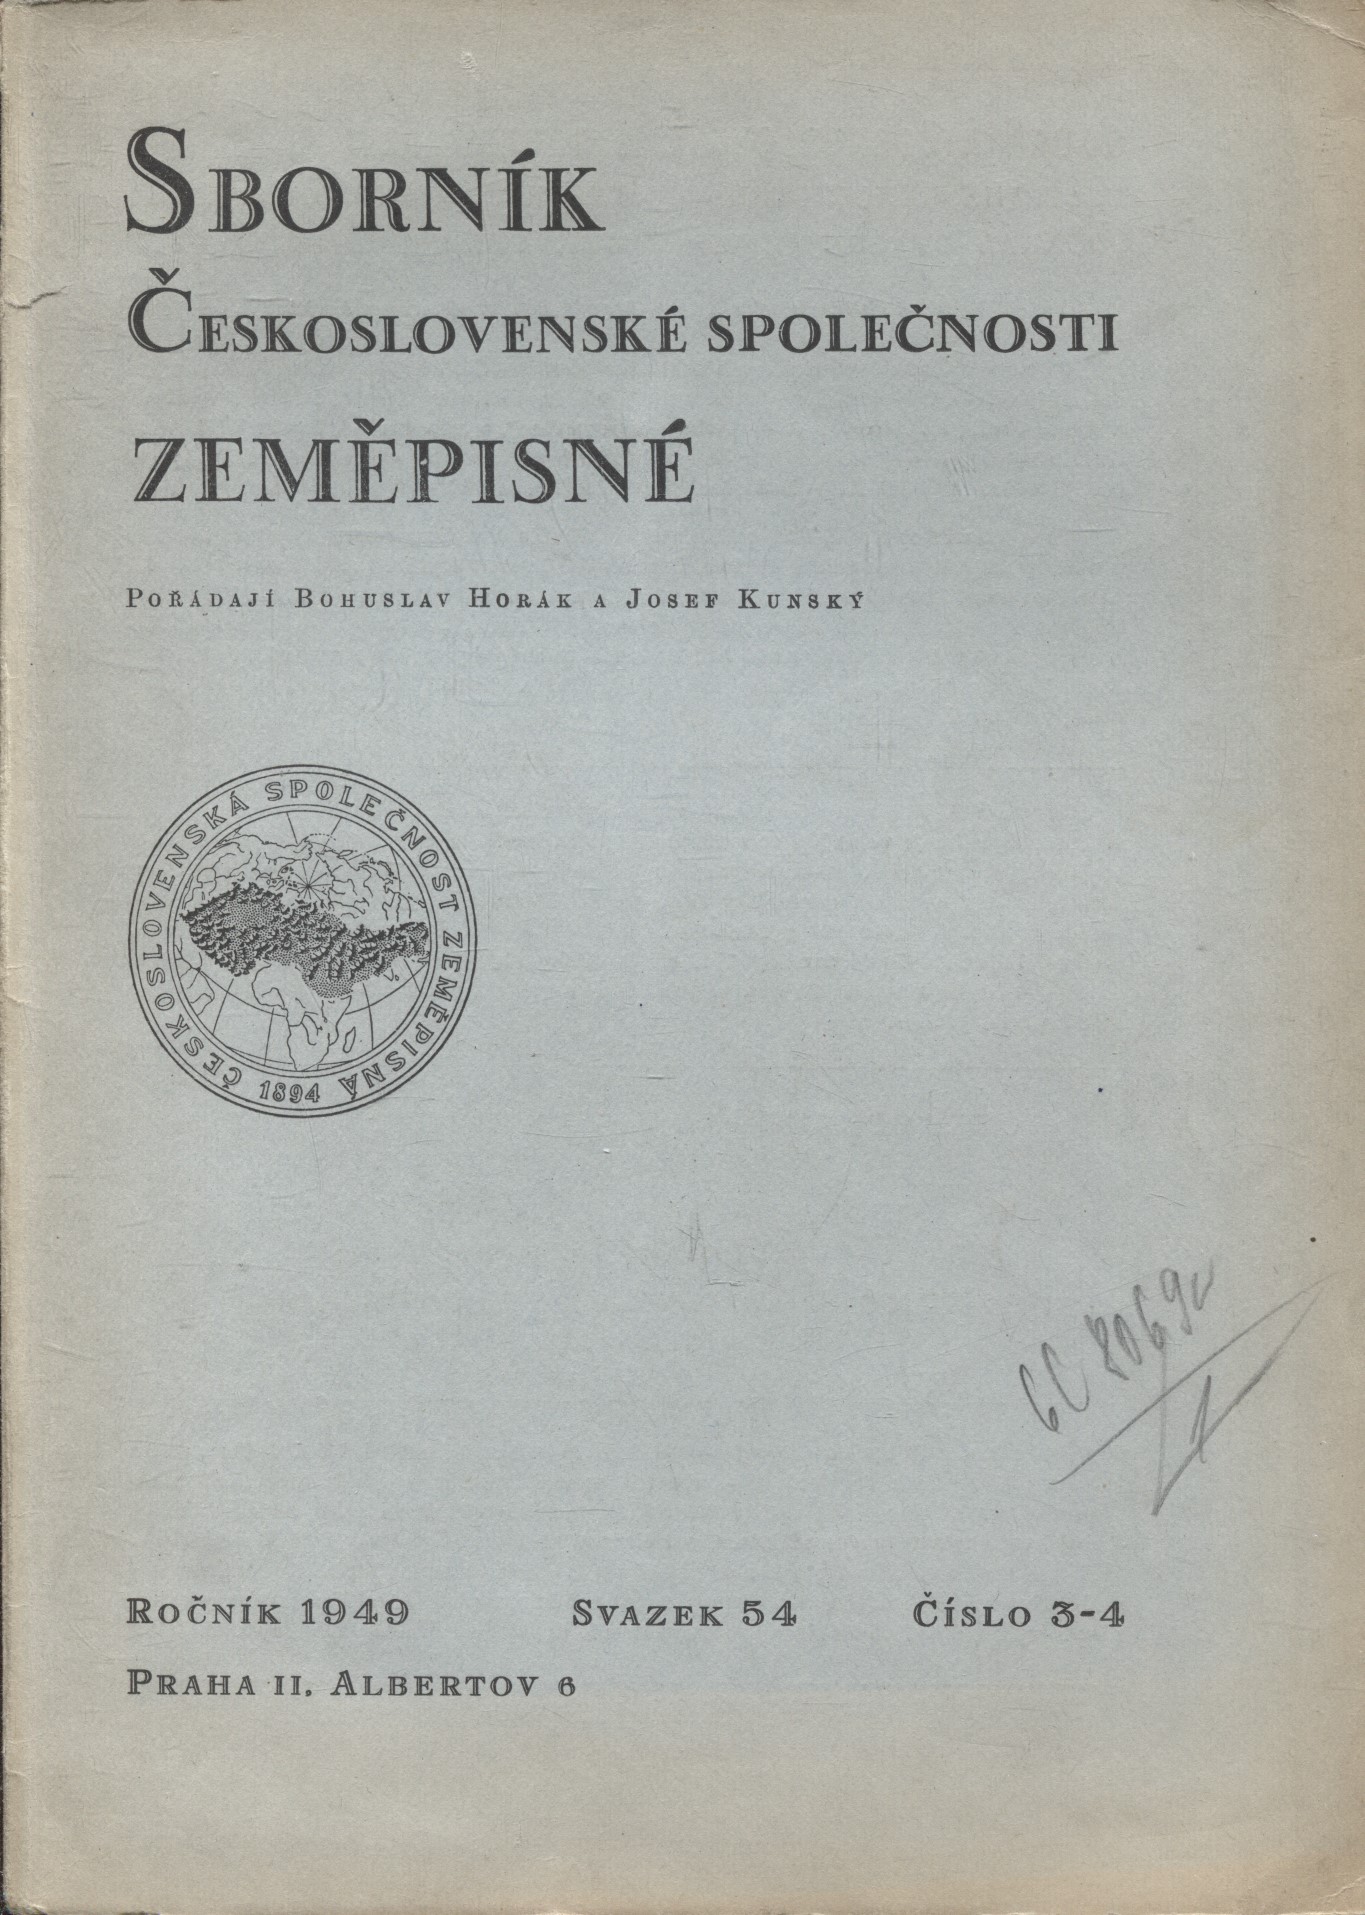 Sborník
Československé společnosti
zeměpisné
Pořádají Bohuslav Horák a Josef Kunský
ČESKOSLOVENSKÁ SPOLEČNOST ZEMĚPISNÁ
1894
Ročník 1949 Svazek 54 Číslo 3-4
Praha II. Albertov 6